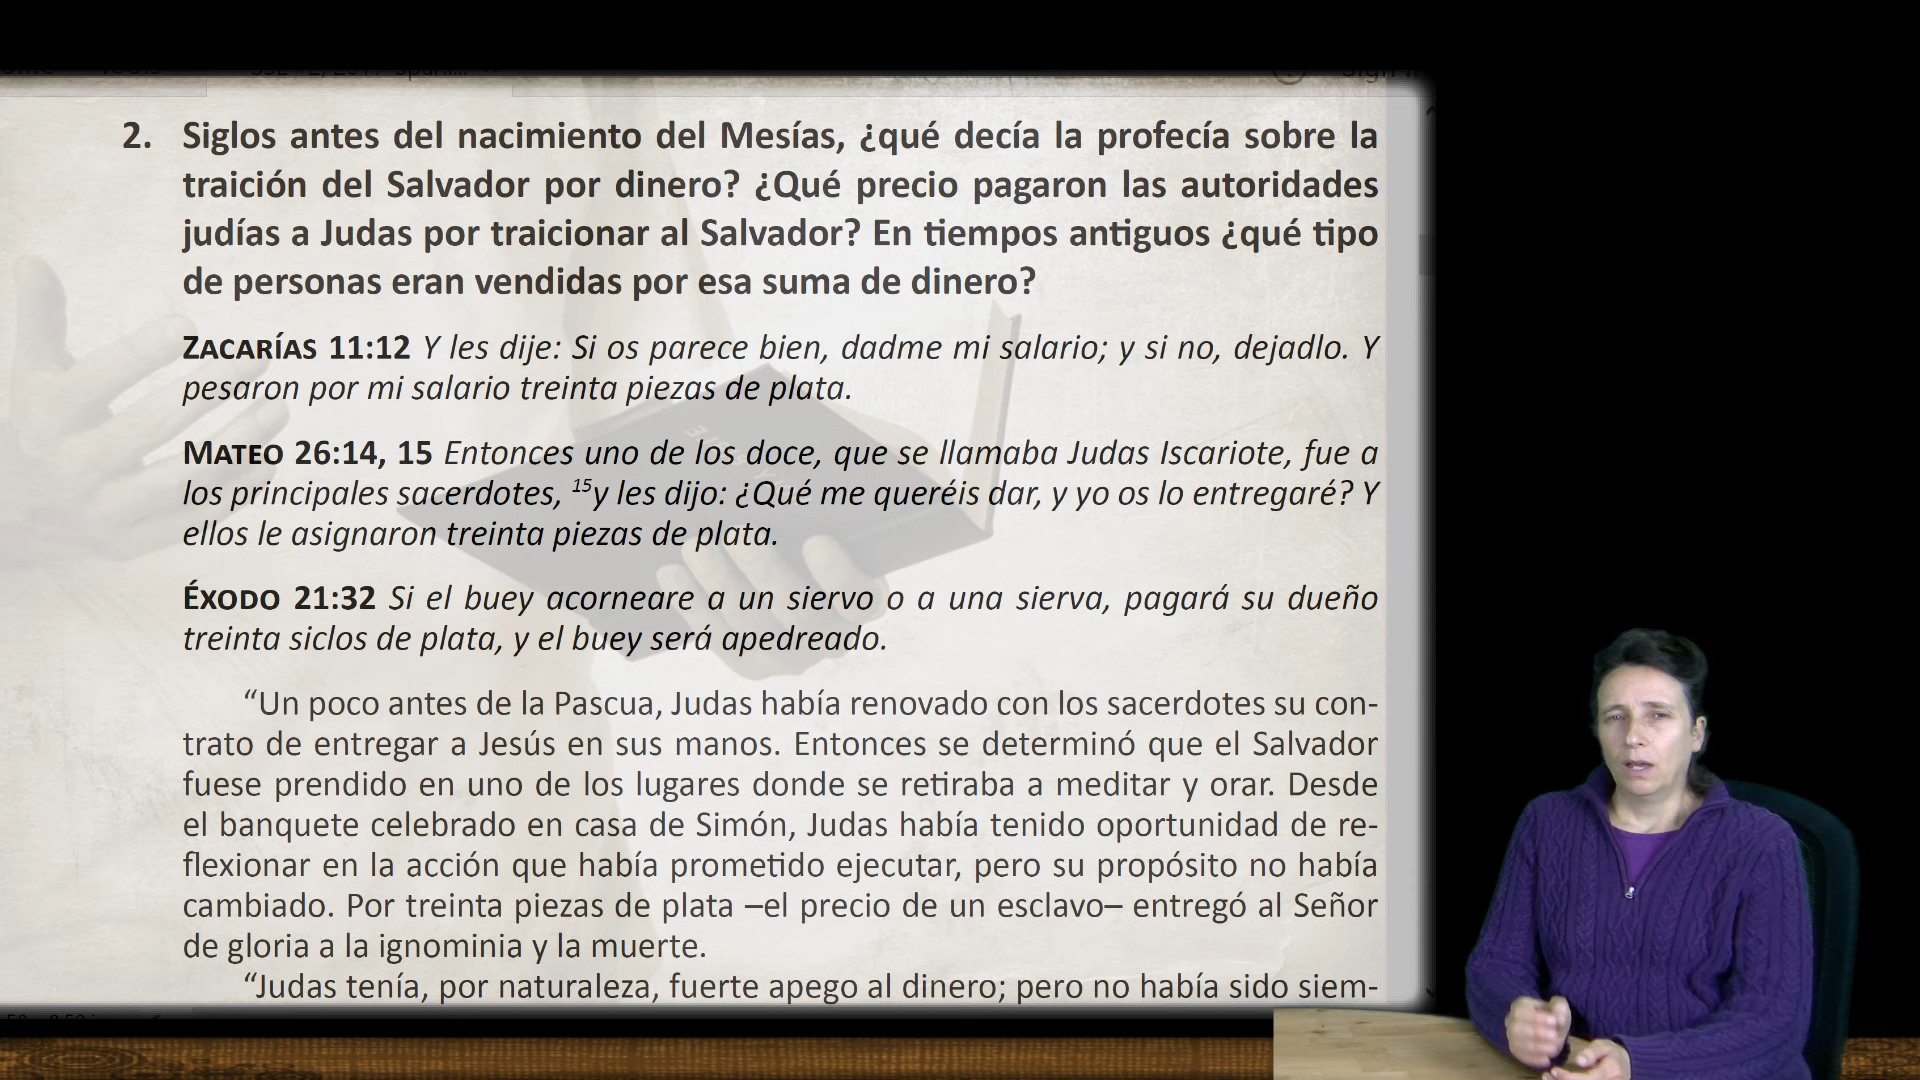 2. Siglos antes del nacimiento del Mesías, ¿qué decía la profecía sobre la
traición del Salvador por dinero? ¿Qué precio pagaron las autoridades
judías a Judas por traicionar al Salvador? En tiempos antiguos ¿qué tipo
de personas eran vendidas por esa suma de dinero?
ZACARÍAS 11:12 Y les dije: Si os parece bien, dadme mi salario; y si no, dejadlo. Y
pesaron por mi salario treinta piezas de plata.
MATEO 26:14, 15 Entonces uno de los doce, que se llamaba Judas Iscariote, fue a
los principales sacerdotes, 15y les dijo: ¿Qué me queréis dar, y yo os lo entregaré? Y
ellos le asignaron treinta piezas de plata.
ÉXODO 21:32 Si el buey acorneare a un siervo o a una sierva, pagará su dueño
treinta siclos de plata, y el buey será apedreado.
“Un poco antes de la Pascua, Judas había renovado con los sacerdotes su con-
trato de entregar a Jesús en sus manos. Entonces se determinó que el Salvador
fuese prendido en uno de los lugares donde se retiraba a meditar y orar. Desde
el banquete celebrado en casa de Simón, Judas había tenido oportunidad de re-
flexionar en la acción que había prometido ejecutar, pero su propósito no había
cambiado. Por treinta piezas de plata –el precio de un esclavo– entregó al Señor
de gloria a la ignominia y la muerte.
“Judas tenía, por naturaleza, fuerte apego al dinero; pero no había sido siem-